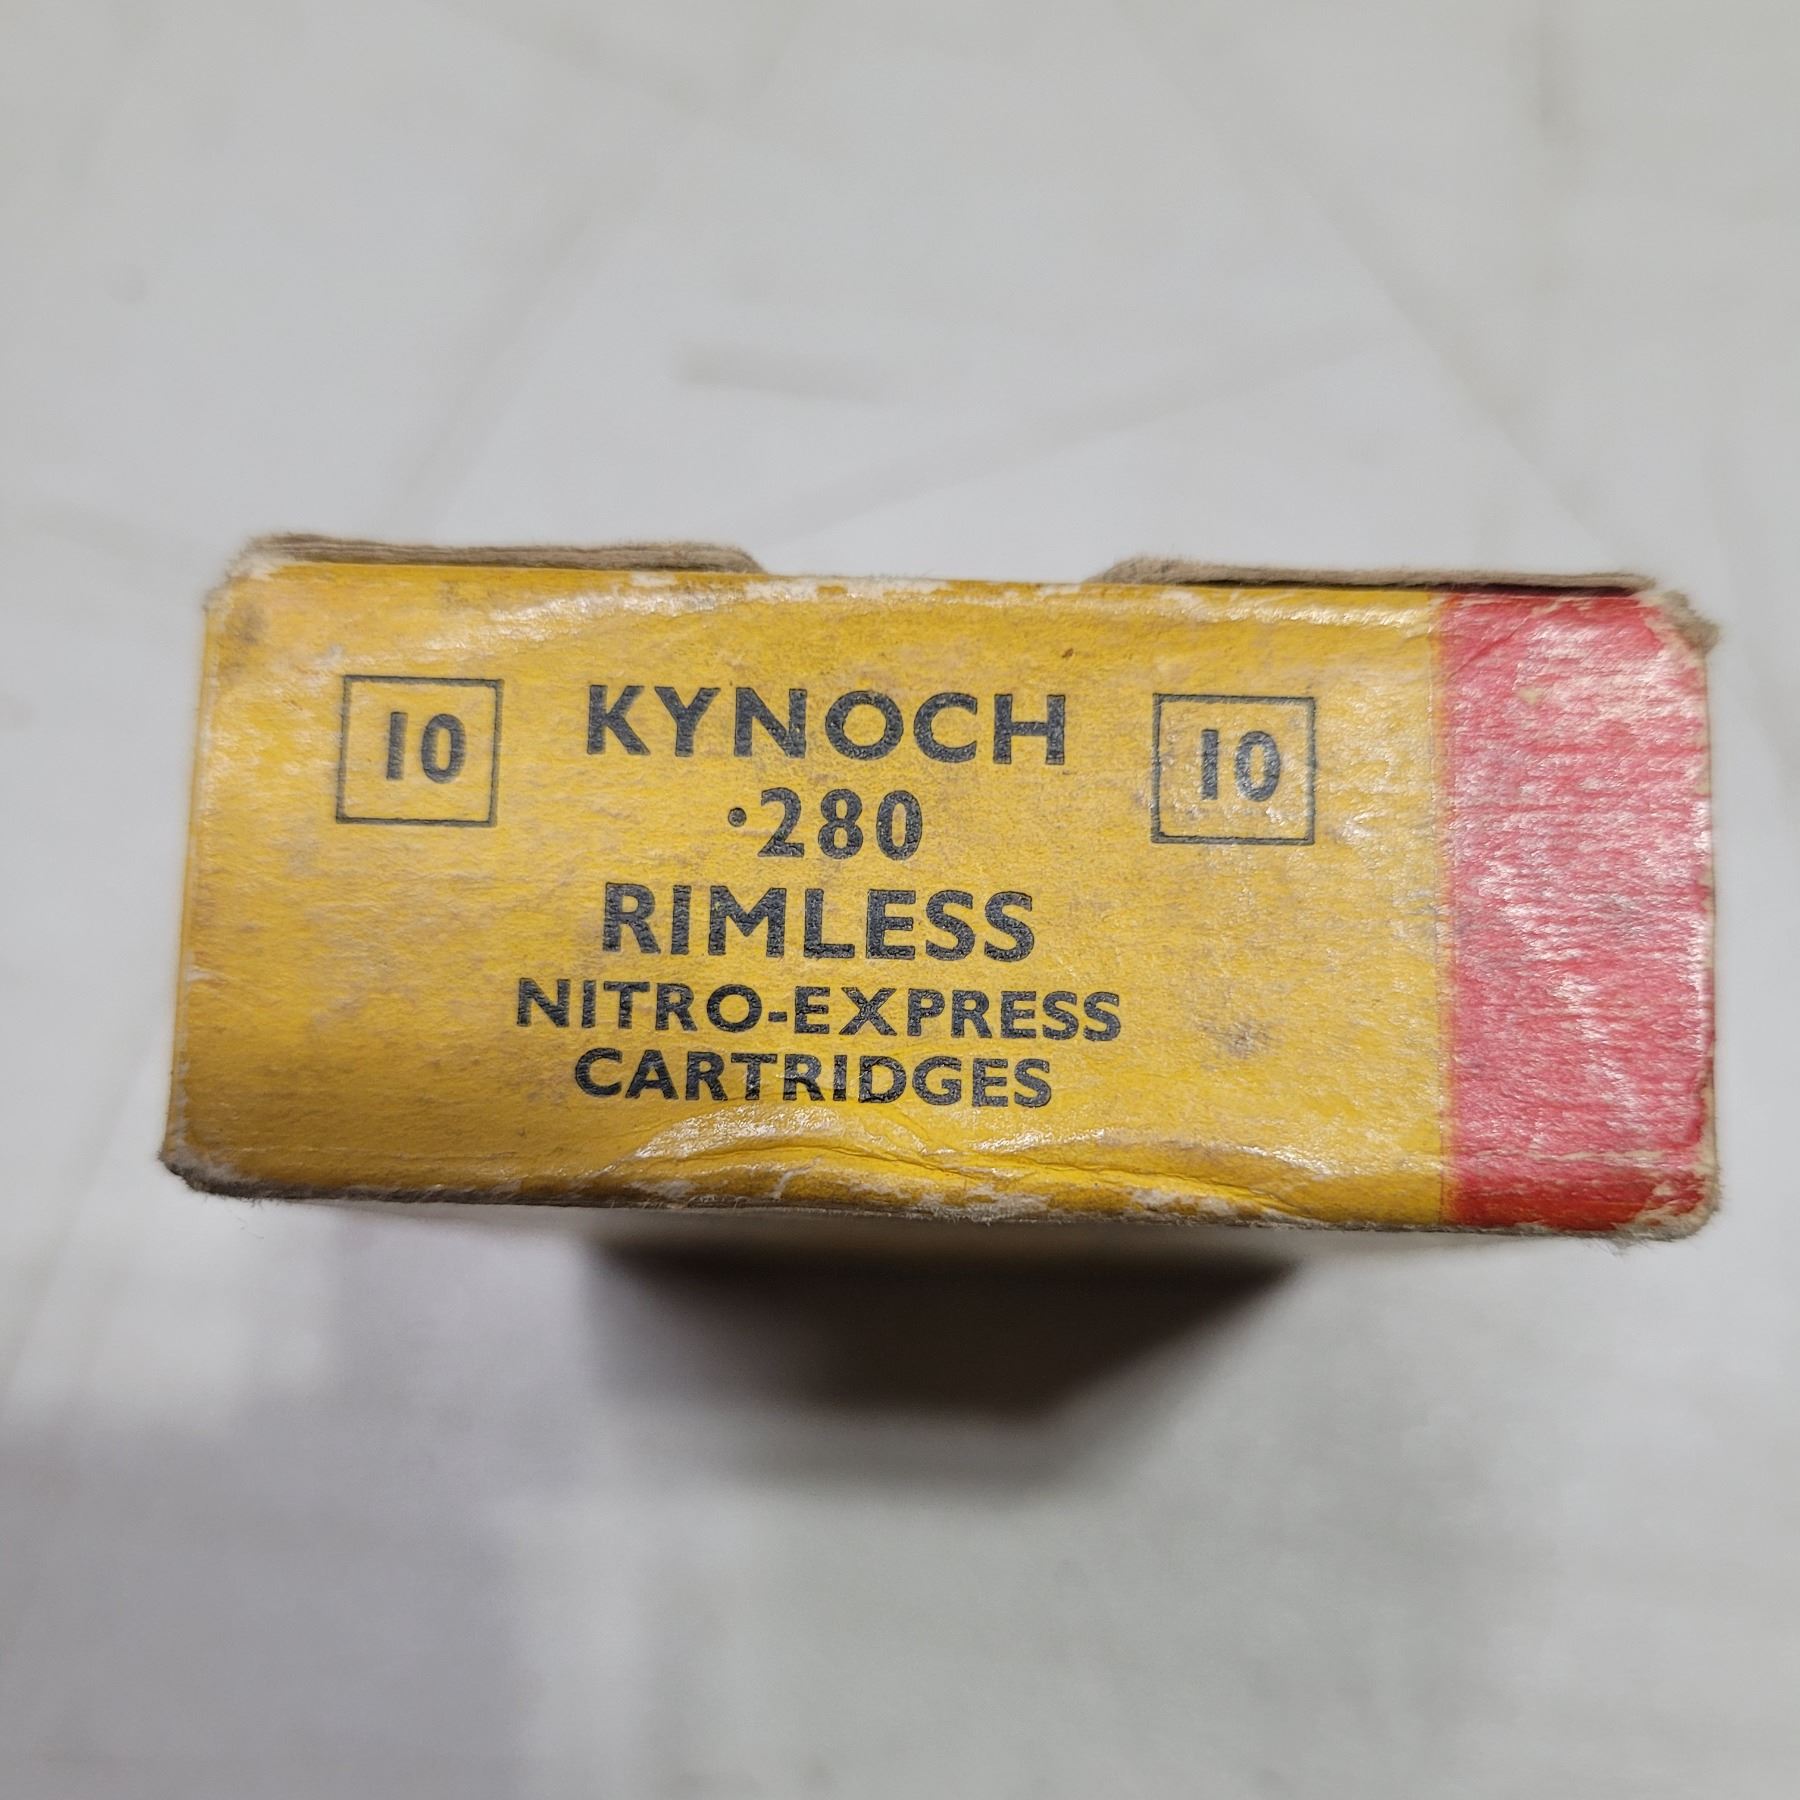 10 KYNOCH 10
·280
RIMLESS
NITRO-EXPRESS
CARTRIDGES